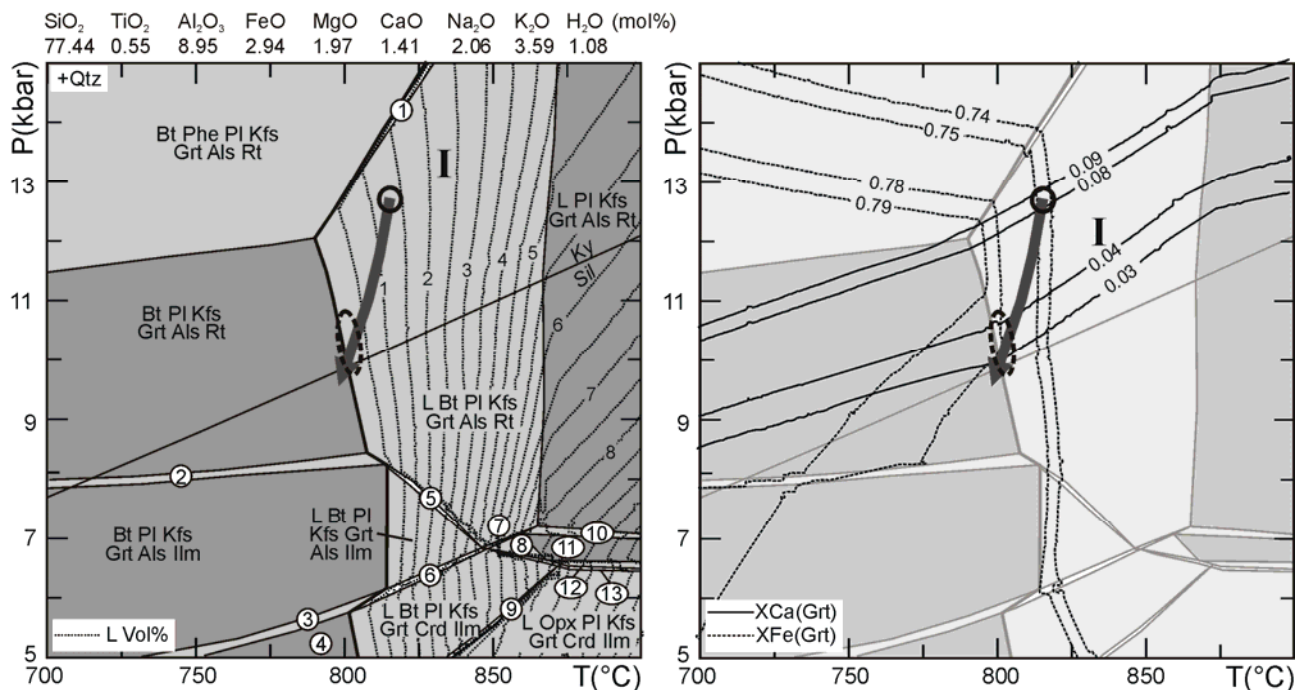 SiO₂ TiO₂ Al₂O₃ FeO MgO CaO Na₂O K₂O H₂O (mol%)
77.44 0.55 8.95 2.94 1.97 1.41 2.06 3.59 1.08
+Qtz
P(kbar)
13
11
9
7
5
700
750
800
850
T(°C)
Bt Phe Pl Kfs
Grt Als Rt
1
I
L Pl Kfs
Grt Als Rt
Ky
Sil
1
2
3
4
5
6
7
8
Bt Pl Kfs
Grt Als Rt
L Bt Pl Kfs
Grt Als Rt
2
5
7
8
10
11
Bt Pl Kfs
Grt Als Ilm
L Bt Pl
Kfs Grt
Als Ilm
6
12
13
3
9
4
L Bt Pl Kfs
Grt Crd Ilm
L Opx Pl Kfs
Grt Crd Ilm
L Vol%
P(kbar)
13
11
9
7
5
700
750
800
850
T(°C)
0.74
0.75
0.78
0.79
0.09
0.08
I
0.04
0.03
XCa(Grt)
XFe(Grt)